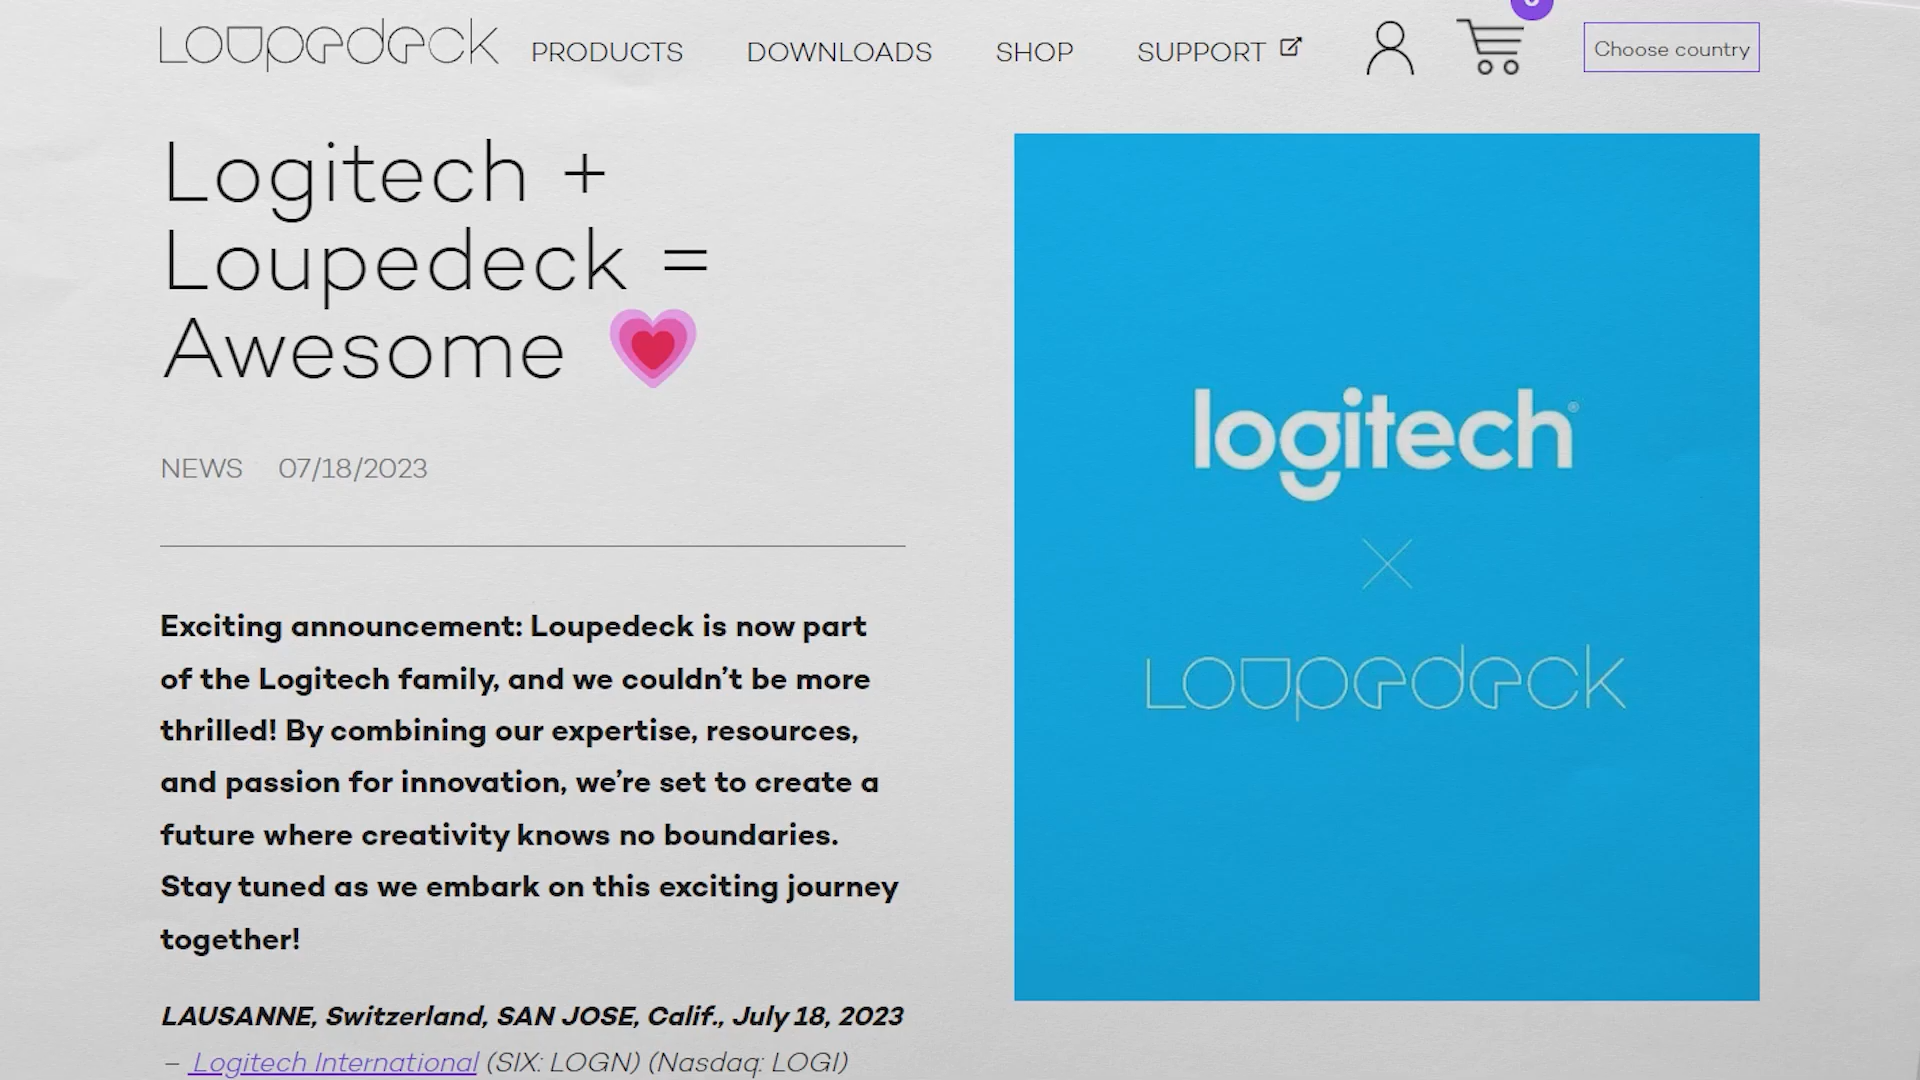 Loupedeck
PRODUCTS
DOWNLOADS
SHOP
SUPPORT
Choose country
Logitech +
Loupedeck =
Awesome 💗
NEWS 07/18/2023
Exciting announcement: Loupedeck is now part
of the Logitech family, and we couldn’t be more
thrilled! By combining our expertise, resources,
and passion for innovation, we’re set to create a
future where creativity knows no boundaries.
Stay tuned as we embark on this exciting journey
together!
LAUSANNE, Switzerland, SAN JOSE, Calif., July 18, 2023
– Logitech International (SIX: LOGN) (Nasdaq: LOGI)
logitech®
×
Loupedeck